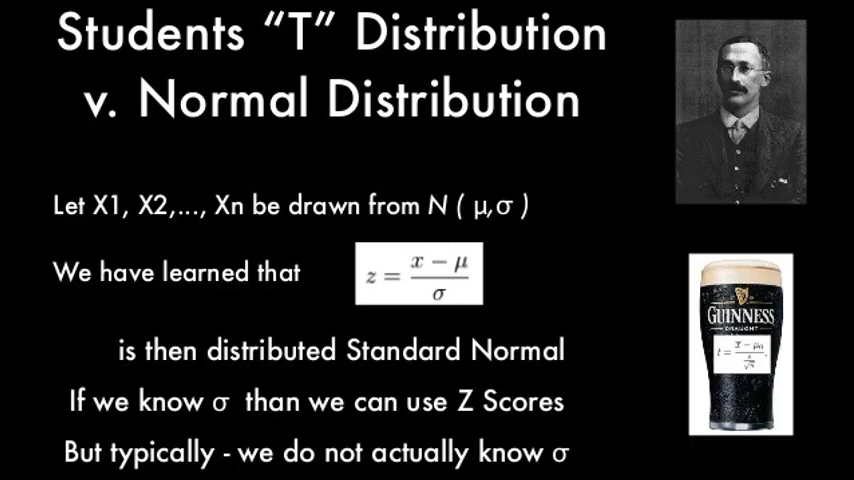 Students “T” Distribution
v. Normal Distribution
Let X1, X2,..., Xn be drawn from N ( μ,σ )
We have learned that
z = x − μ / σ
is then distributed Standard Normal
If we know σ than we can use Z Scores
But typically - we do not actually know σ
GUINNESS
DRAUGHT